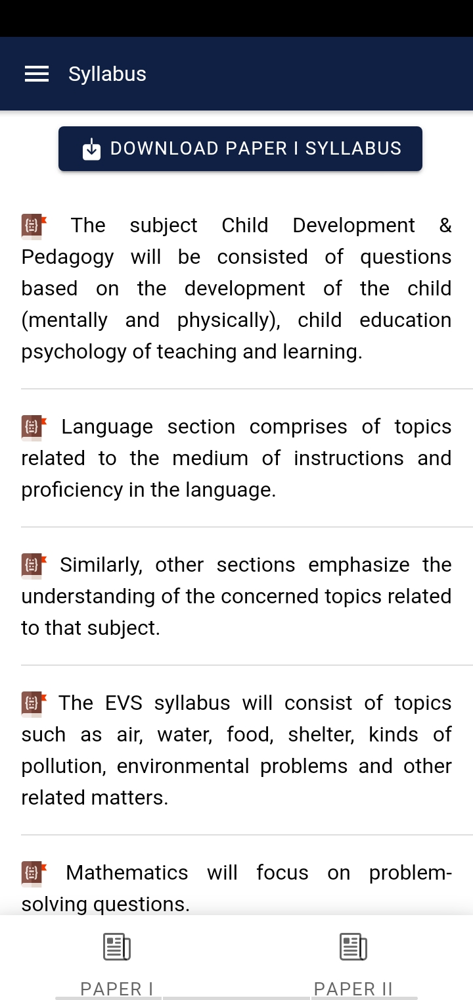 Syllabus
DOWNLOAD PAPER I SYLLABUS
The subject Child Development &
Pedagogy will be consisted of questions
based on the development of the child
(mentally and physically), child education
psychology of teaching and learning.
Language section comprises of topics
related to the medium of instructions and
proficiency in the language.
Similarly, other sections emphasize the
understanding of the concerned topics related
to that subject.
The EVS syllabus will consist of topics
such as air, water, food, shelter, kinds of
pollution, environmental problems and other
related matters.
Mathematics will focus on problem-
solving questions.
PAPER I
PAPER II